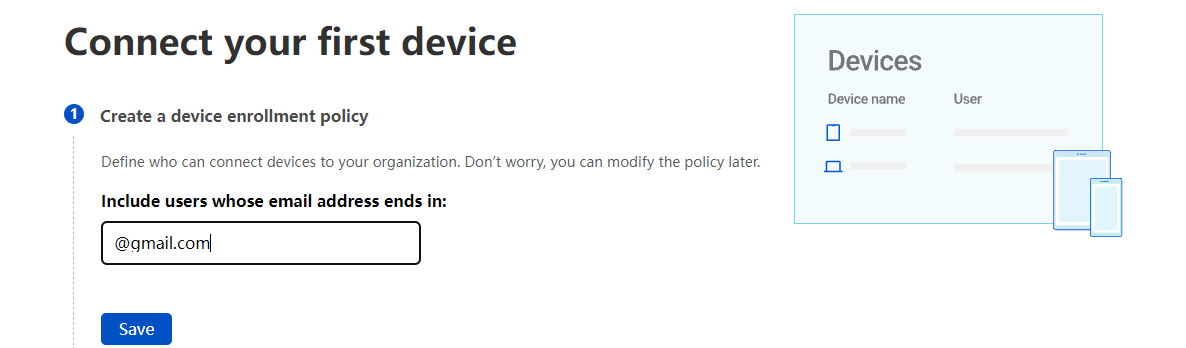 Connect your first device
1 Create a device enrollment policy
Define who can connect devices to your organization. Don’t worry, you can modify the policy later.
Include users whose email address ends in:
@gmail.com
Save
Devices
Device name User